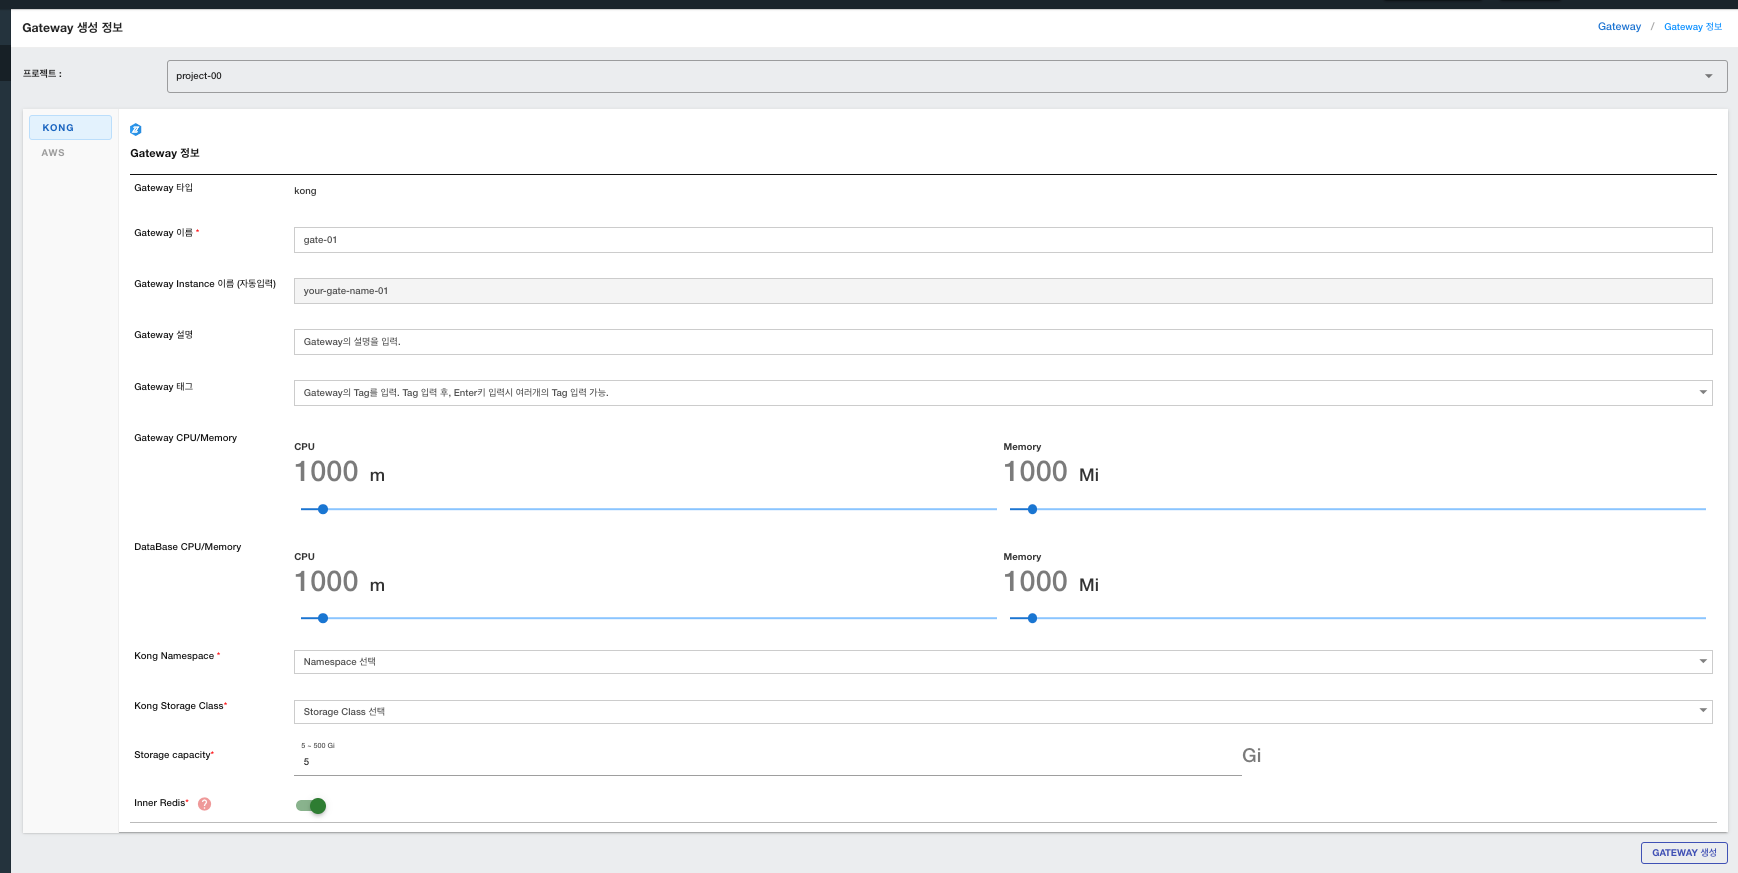 Gateway 생성 정보
Gateway / Gateway 정보
프로젝트 :
project-00
KONG
AWS
Gateway 정보
Gateway 타입
kong
Gateway 이름 *
gate-01
Gateway Instance 이름 (자동입력)
your-gate-name-01
Gateway 설명
Gateway의 설명을 입력.
Gateway 태그
Gateway의 Tag를 입력. Tag 입력 후, Enter키 입력시 여러개의 Tag 입력 가능.
Gateway CPU/Memory
CPU
1000 m
Memory
1000 Mi
DataBase CPU/Memory
CPU
1000 m
Memory
1000 Mi
Kong Namespace *
Namespace 선택
Kong Storage Class*
Storage Class 선택
Storage capacity*
5 ~ 500 Gi
5
Gi
Inner Redis* ?
GATEWAY 생성